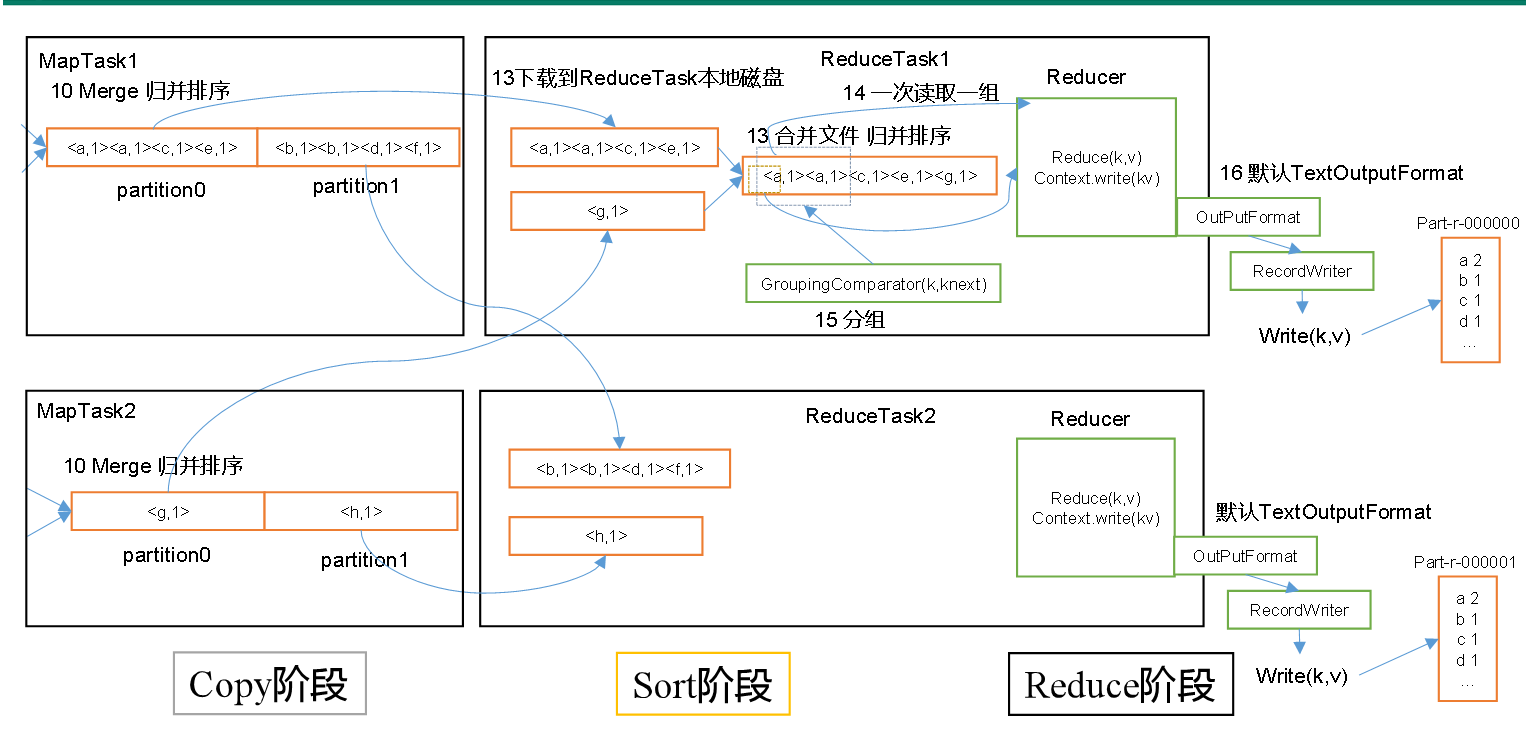 MapTask1
10 Merge 归并排序
<a,1><a,1><c,1><e,1>
<b,1><b,1><d,1><f,1>
partition0
partition1
ReduceTask1
13下载到ReduceTask本地磁盘
<a,1><a,1><c,1><e,1>
<g,1>
14 一次读取一组
13 合并文件 归并排序
<a,1><a,1><c,1><e,1><g,1>
GroupingComparator(k,knext)
15 分组
Reducer
Reduce(k,v)
Context.write(kv)
16 默认TextOutputFormat
OutPutFormat
RecordWriter
Write(k,v)
Part-r-000000
a 2
b 1
c 1
d 1
...
MapTask2
10 Merge 归并排序
<g,1>
<h,1>
partition0
partition1
ReduceTask2
<b,1><b,1><d,1><f,1>
<h,1>
Reducer
Reduce(k,v)
Context.write(kv)
默认TextOutputFormat
OutPutFormat
RecordWriter
Write(k,v)
Part-r-000001
a 2
b 1
c 1
d 1
...
Copy阶段
Sort阶段
Reduce阶段